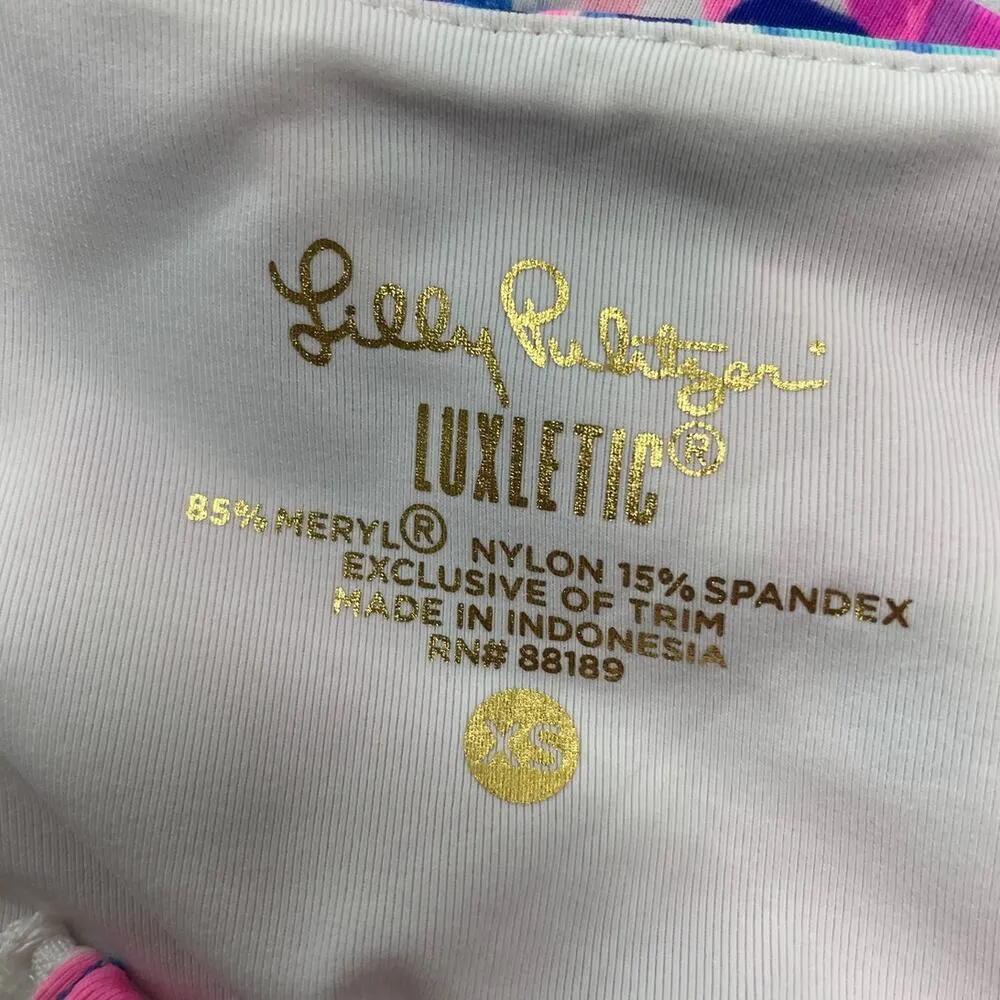 Lilly Pulitzer
LUXLETIC®
85% MERYL® NYLON 15% SPANDEX
EXCLUSIVE OF TRIM
MADE IN INDONESIA
RN# 88189
XS